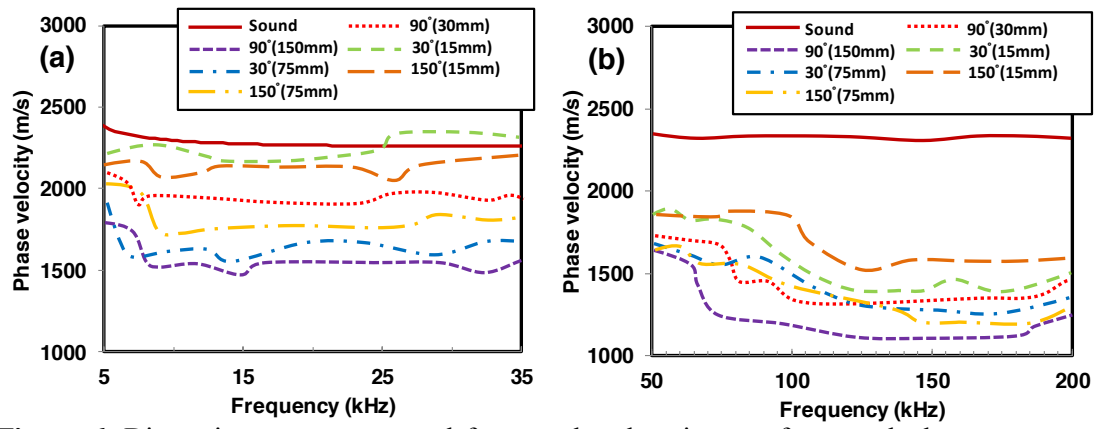 (a)
Sound
90°(30mm)
90°(150mm)
30°(15mm)
30°(75mm)
150°(15mm)
150°(75mm)
Phase velocity (m/s)
3000
2500
2000
1500
1000
5
15
25
35
Frequency (kHz)
(b)
Sound
90°(30mm)
90°(150mm)
30°(15mm)
30°(75mm)
150°(15mm)
150°(75mm)
Phase velocity (m/s)
3000
2500
2000
1500
1000
50
100
150
200
Frequency (kHz)